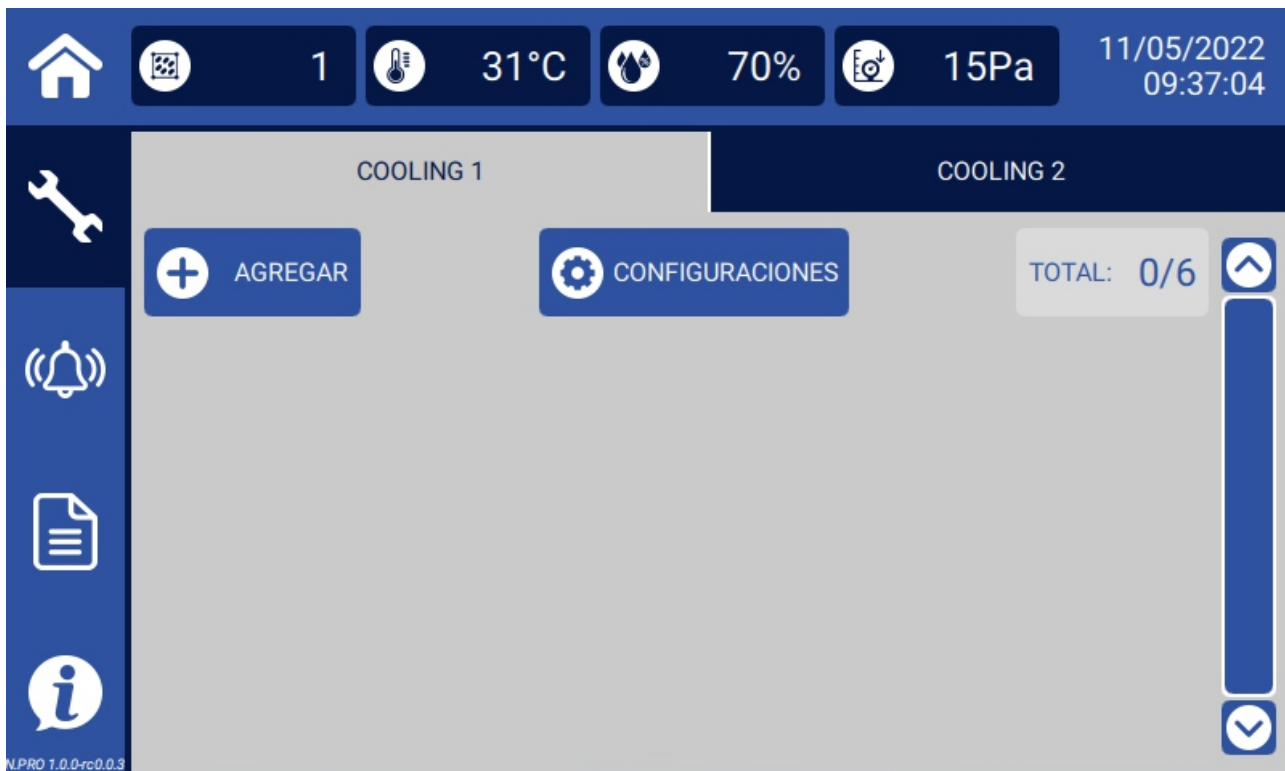 1
31°C
70%
15Pa
11/05/2022
09:37:04
COOLING 1
COOLING 2
AGREGAR
CONFIGURACIONES
TOTAL: 0/6
N.PRO 1.0.0-rc0.0.3